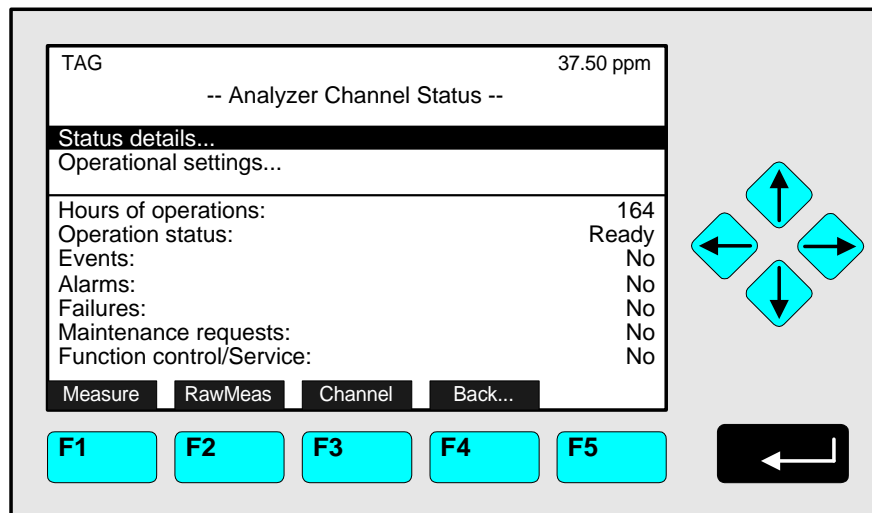 TAG 37.50 ppm
-- Analyzer Channel Status --
Status details...
Operational settings...
Hours of operations: 164
Operation status: Ready
Events: No
Alarms: No
Failures: No
Maintenance requests: No
Function control/Service: No
Measure RawMeas Channel Back...
F1 F2 F3 F4 F5